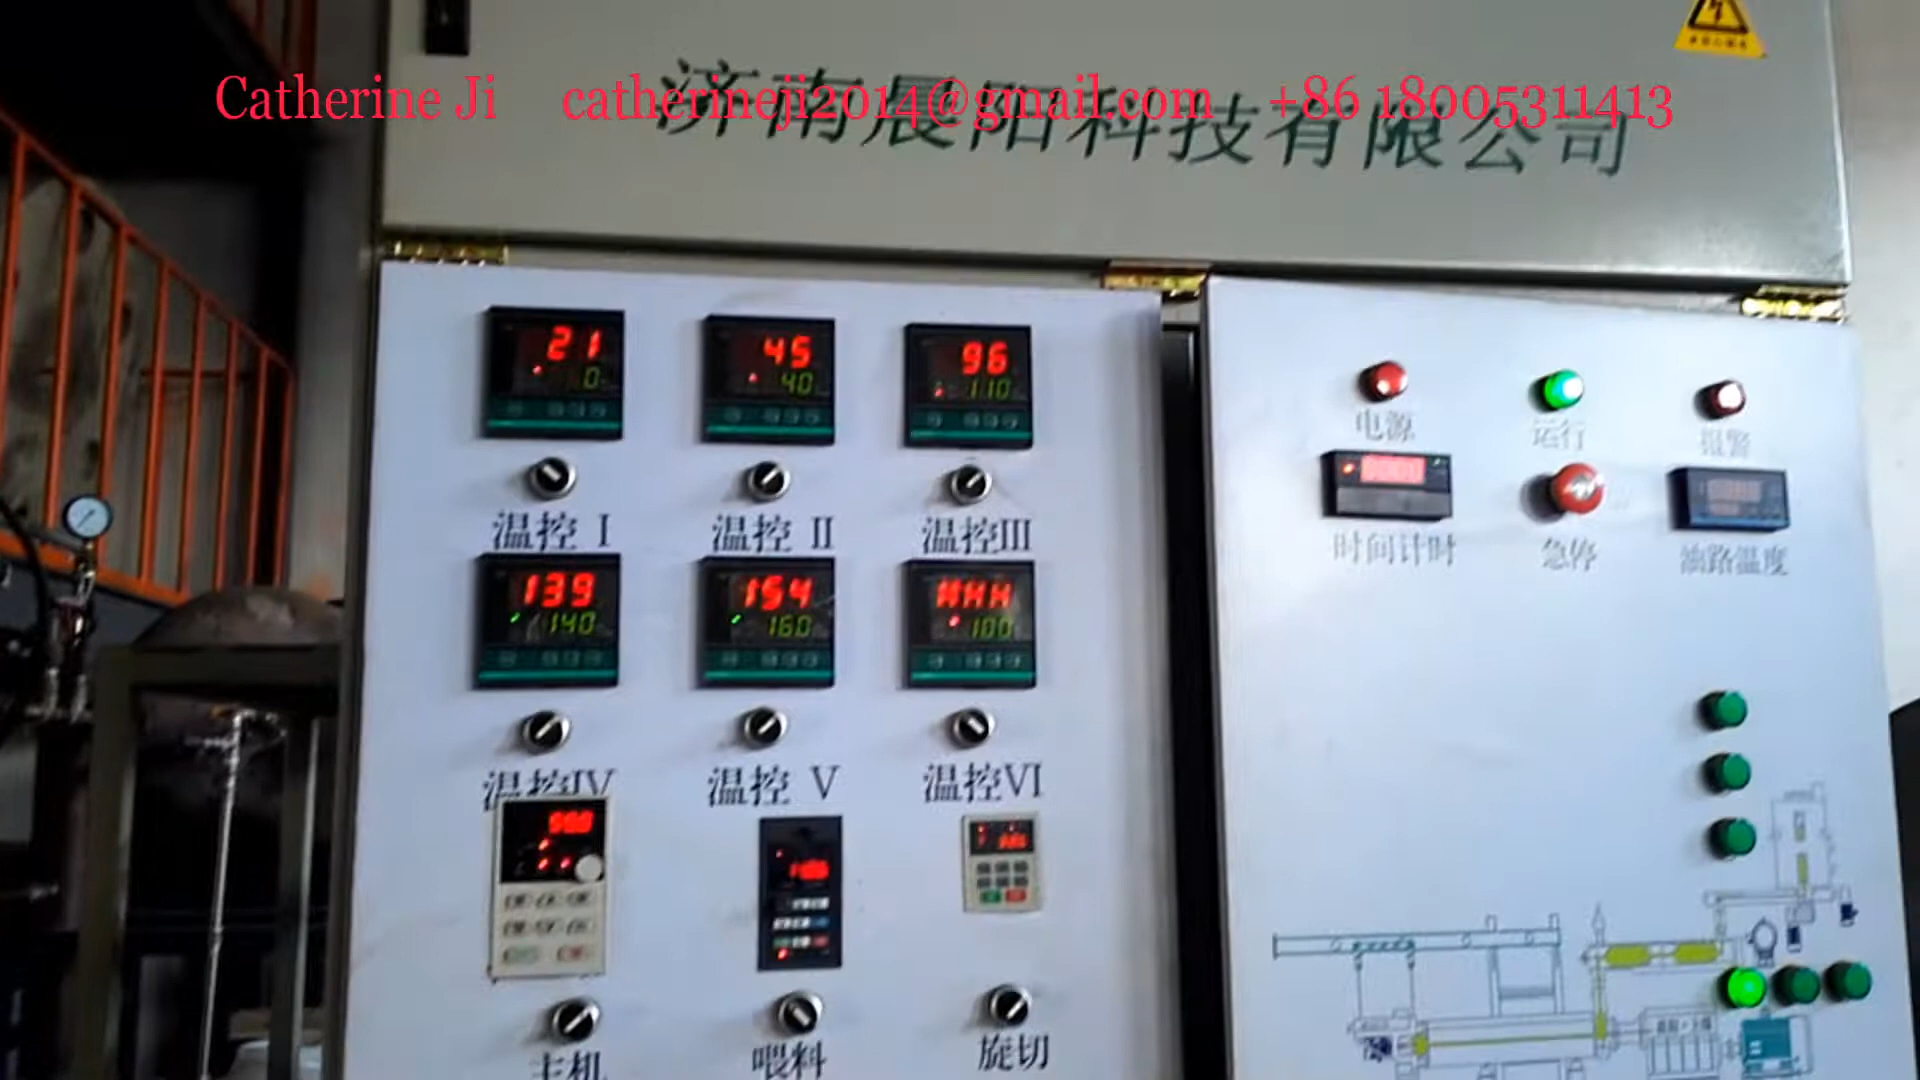 Catherine Ji catherineji2014@gmail.com +86 18005311413
济南晨阳科技有限公司
21 45 96
0 40 110
电源 运行 报警
温控 I 温控 II 温控III
时间计时 急停 油路温度
139 154
140 160 100
温控IV 温控 V 温控VI
主机 喂料 旋切